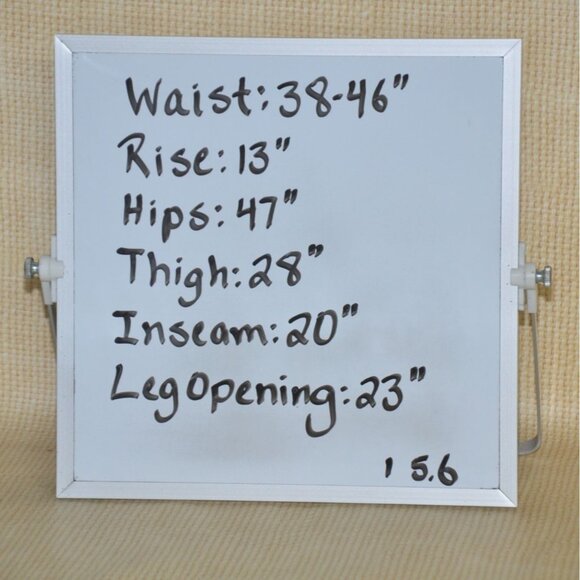 Waist: 38-46"
Rise: 13"
Hips: 47"
Thigh: 28"
Inseam: 20"
Leg Opening: 23"
1 5.6